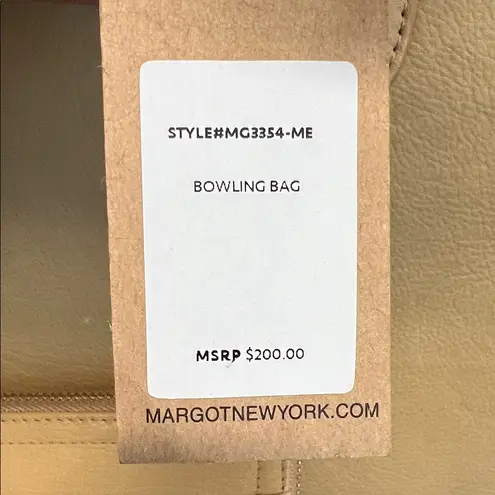 STYLE#MG3354-ME
BOWLING BAG
MSRP $200.00
MARGOTNEWYORK.COM